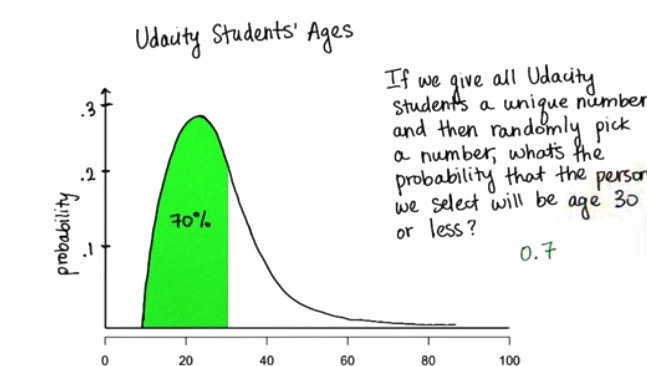 Udacity Students' Ages
If we give all Udacity
students a unique number
and then randomly pick
a number, what's the
probability that the person
we select will be age 30
or less?
0.7
probability
.3
.2
.1
70%
0 20 40 60 80 100